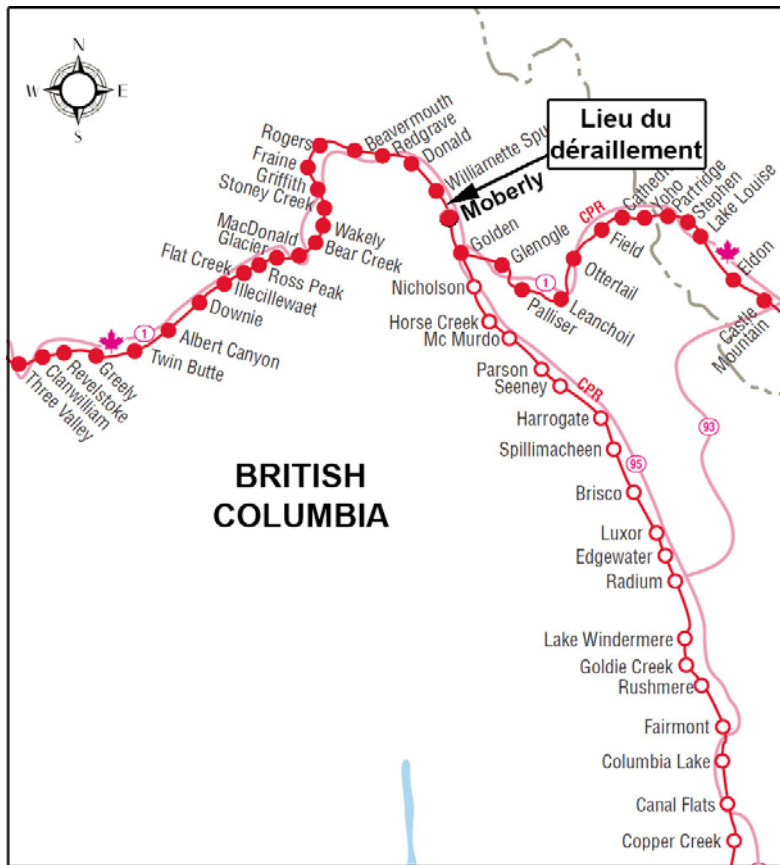 N
W E
S
Lieu du
déraillement
Rogers
Fraine
Griffith
Stoney Creek
Beavermouth
Redgrave
Donald
Moberly
Golden
Wakely
Bear Creek
MacDonald
Glacier
Ross Peak
Flat Creek
Illecillewaet
Downie
Albert Canyon
Twin Butte
1
Greely
Revelstoke
Clanwilliam
Three Valley
Glenogle
1
Palliser
Leanchoil
Ottertail
Field
CPR
Yoho
Partridge
Stephen
Lake Louise
Eldon
Castle
Mountain
Nicholson
Horse Creek
Mc Murdo
Parson
Seeney
CPR
Harrogate
Spillimacheen
95
93
Brisco
Luxor
Edgewater
Radium
Lake Windermere
Goldie Creek
Rushmere
Fairmont
Columbia Lake
Canal Flats
Copper Creek
BRITISH
COLUMBIA